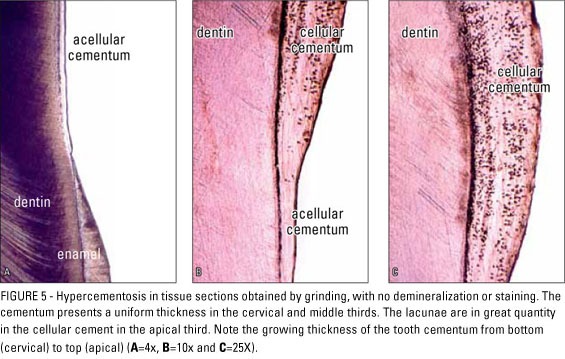 acellular
cementum
dentin
enamel
A
dentin
cellular
cementum
acellular
cementum
B
dentin
cellular
cementum
C
FIGURE 5 - Hypercementosis in tissue sections obtained by grinding, with no demineralization or staining. The
cementum presents a uniform thickness in the cervical and middle thirds. The lacunae are in great quantity
in the cellular cement in the apical third. Note the growing thickness of the tooth cementum from bottom
(cervical) to top (apical) (A=4x, B=10x and C=25X).